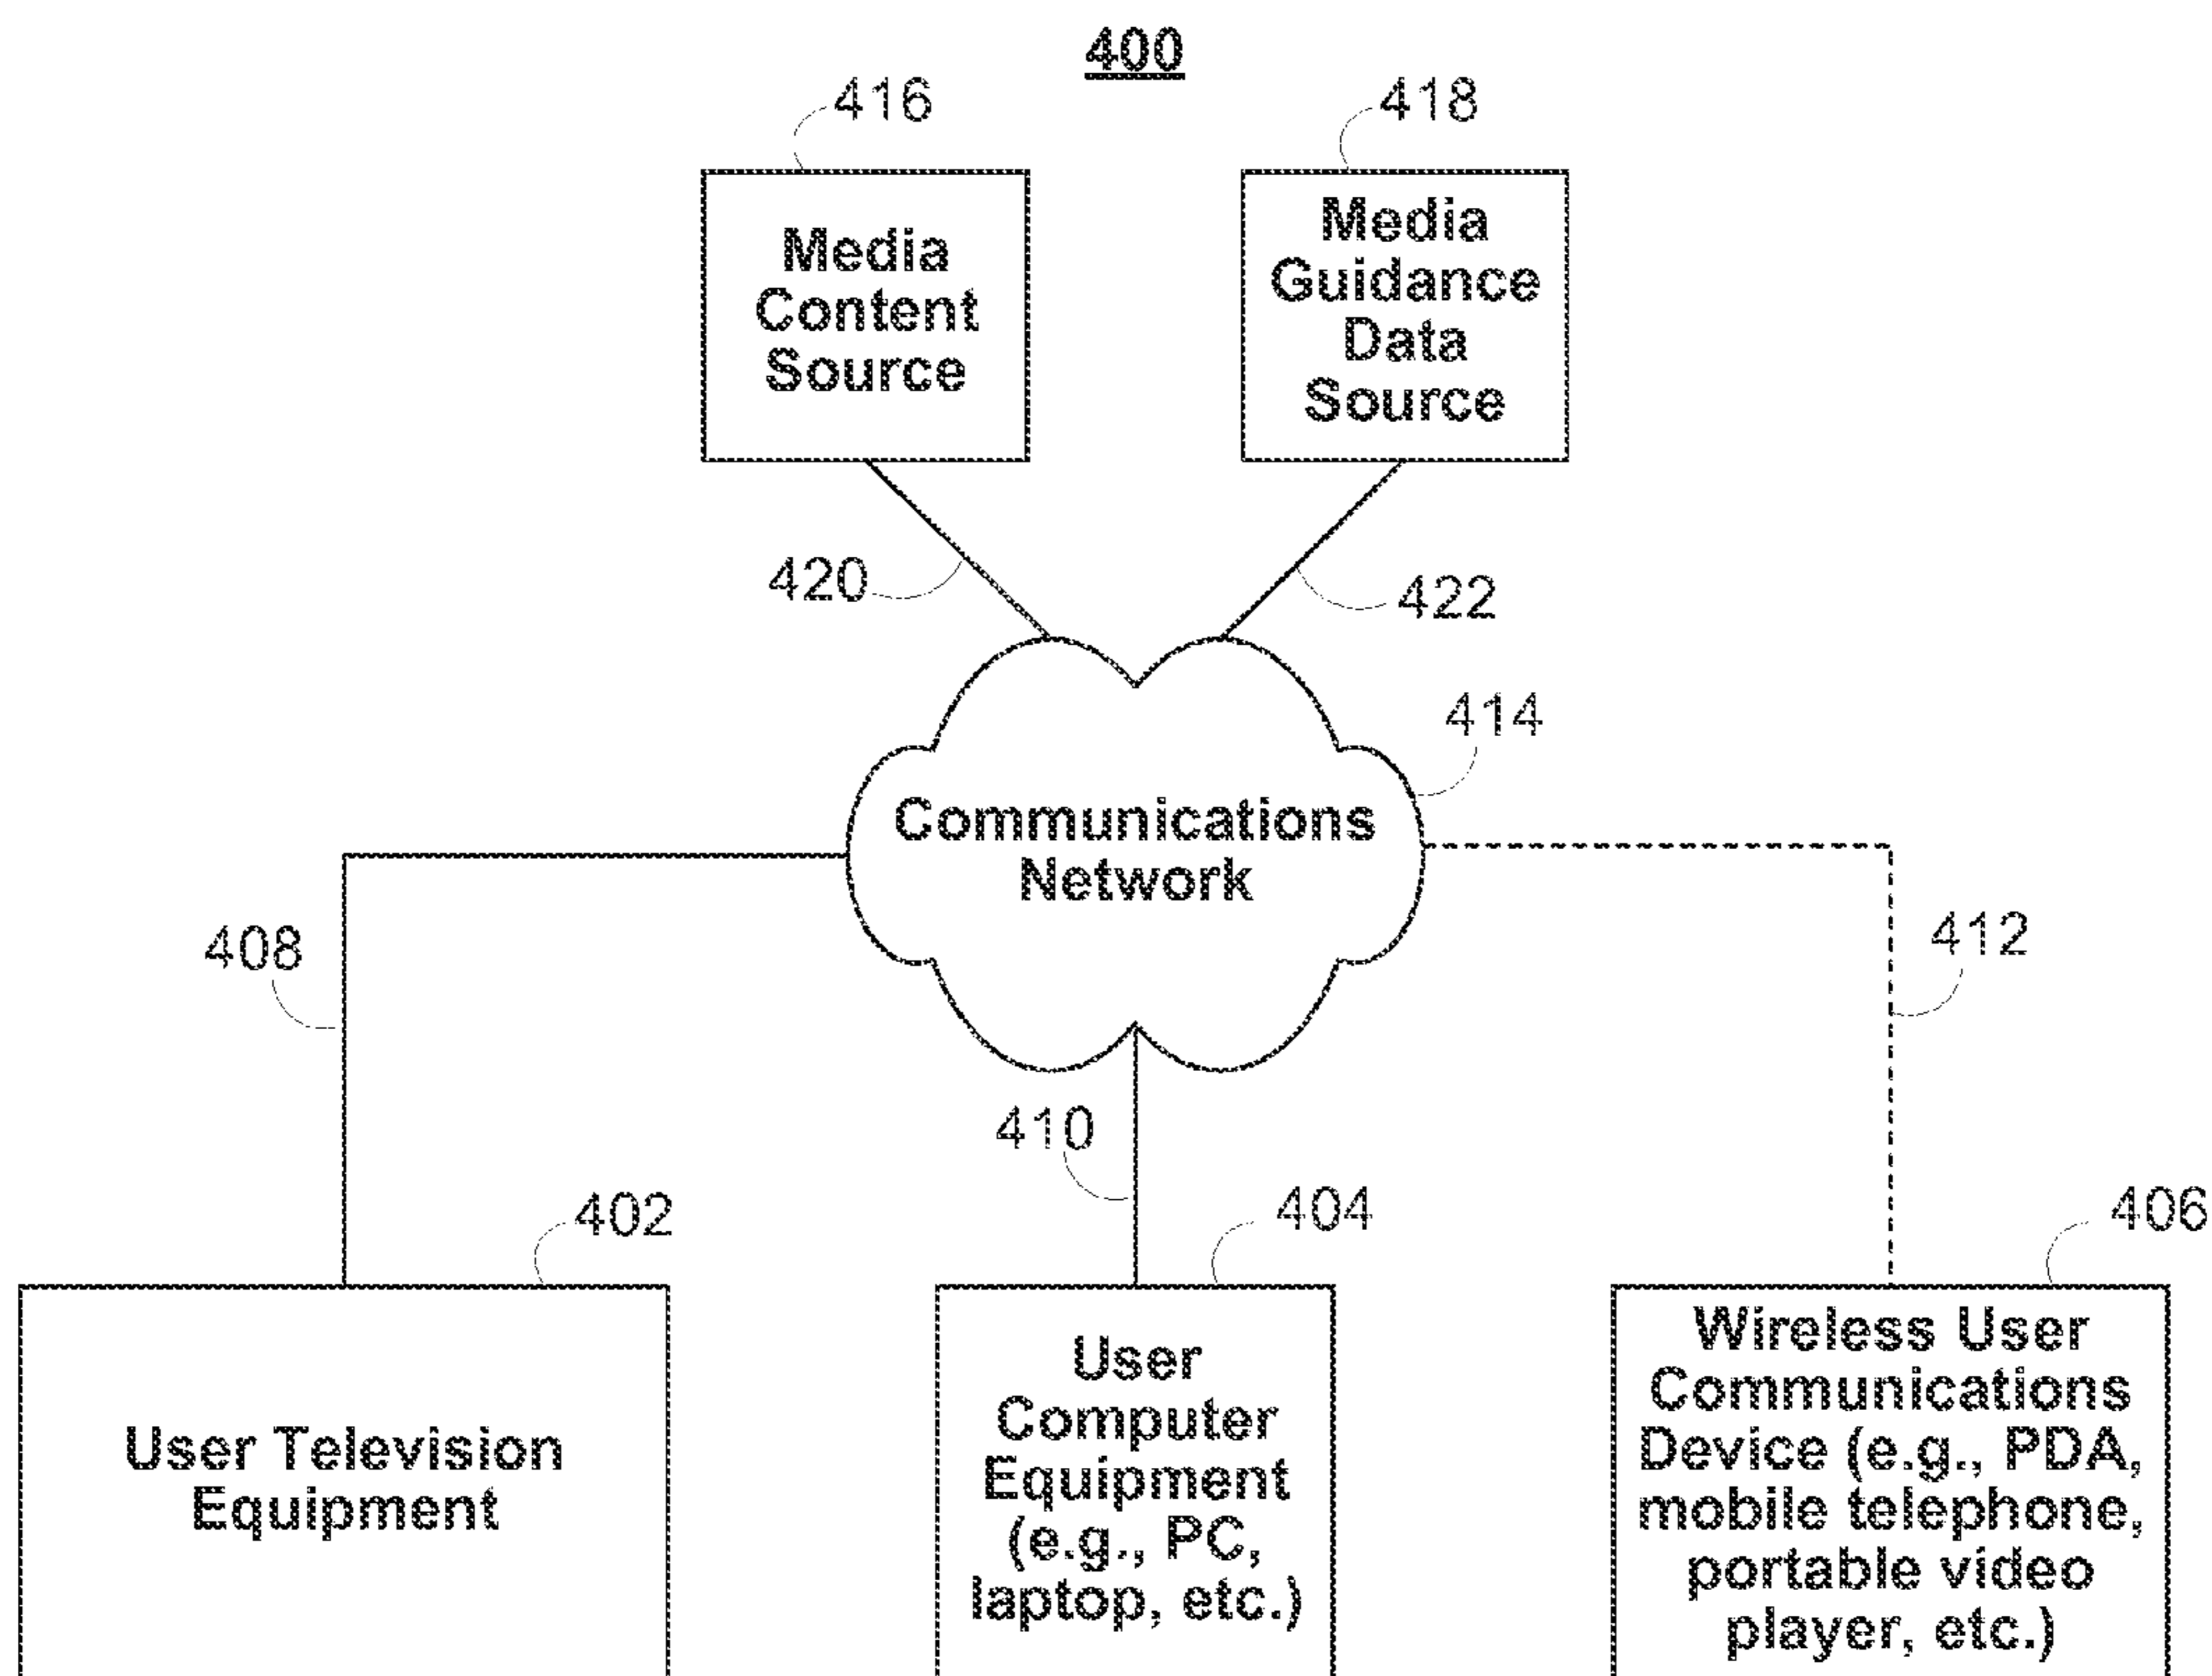 400
416
418
Media
Content
Source
Media
Guidance
Data
Source
420
422
414
Communications
Network
408
412
410
402
404
406
User Television
Equipment
User
Computer
Equipment
(e.g., PC,
laptop, etc.)
Wireless User
Communications
Device (e.g., PDA,
mobile telephone,
portable video
player, etc.)